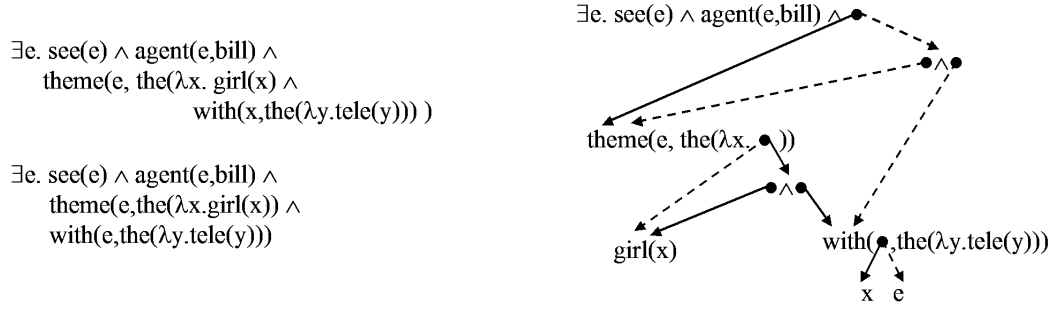 ∃e. see(e) ∧ agent(e,bill) ∧
theme(e, the(λx. girl(x) ∧
with(x,the(λy.tele(y))) )
∃e. see(e) ∧ agent(e,bill) ∧
theme(e,the(λx.girl(x)) ∧
with(e,the(λy.tele(y)))
∃e. see(e) ∧ agent(e,bill) ∧
∧
theme(e, the(λx. ))
∧
girl(x)
with( ,the(λy.tele(y)))
x e